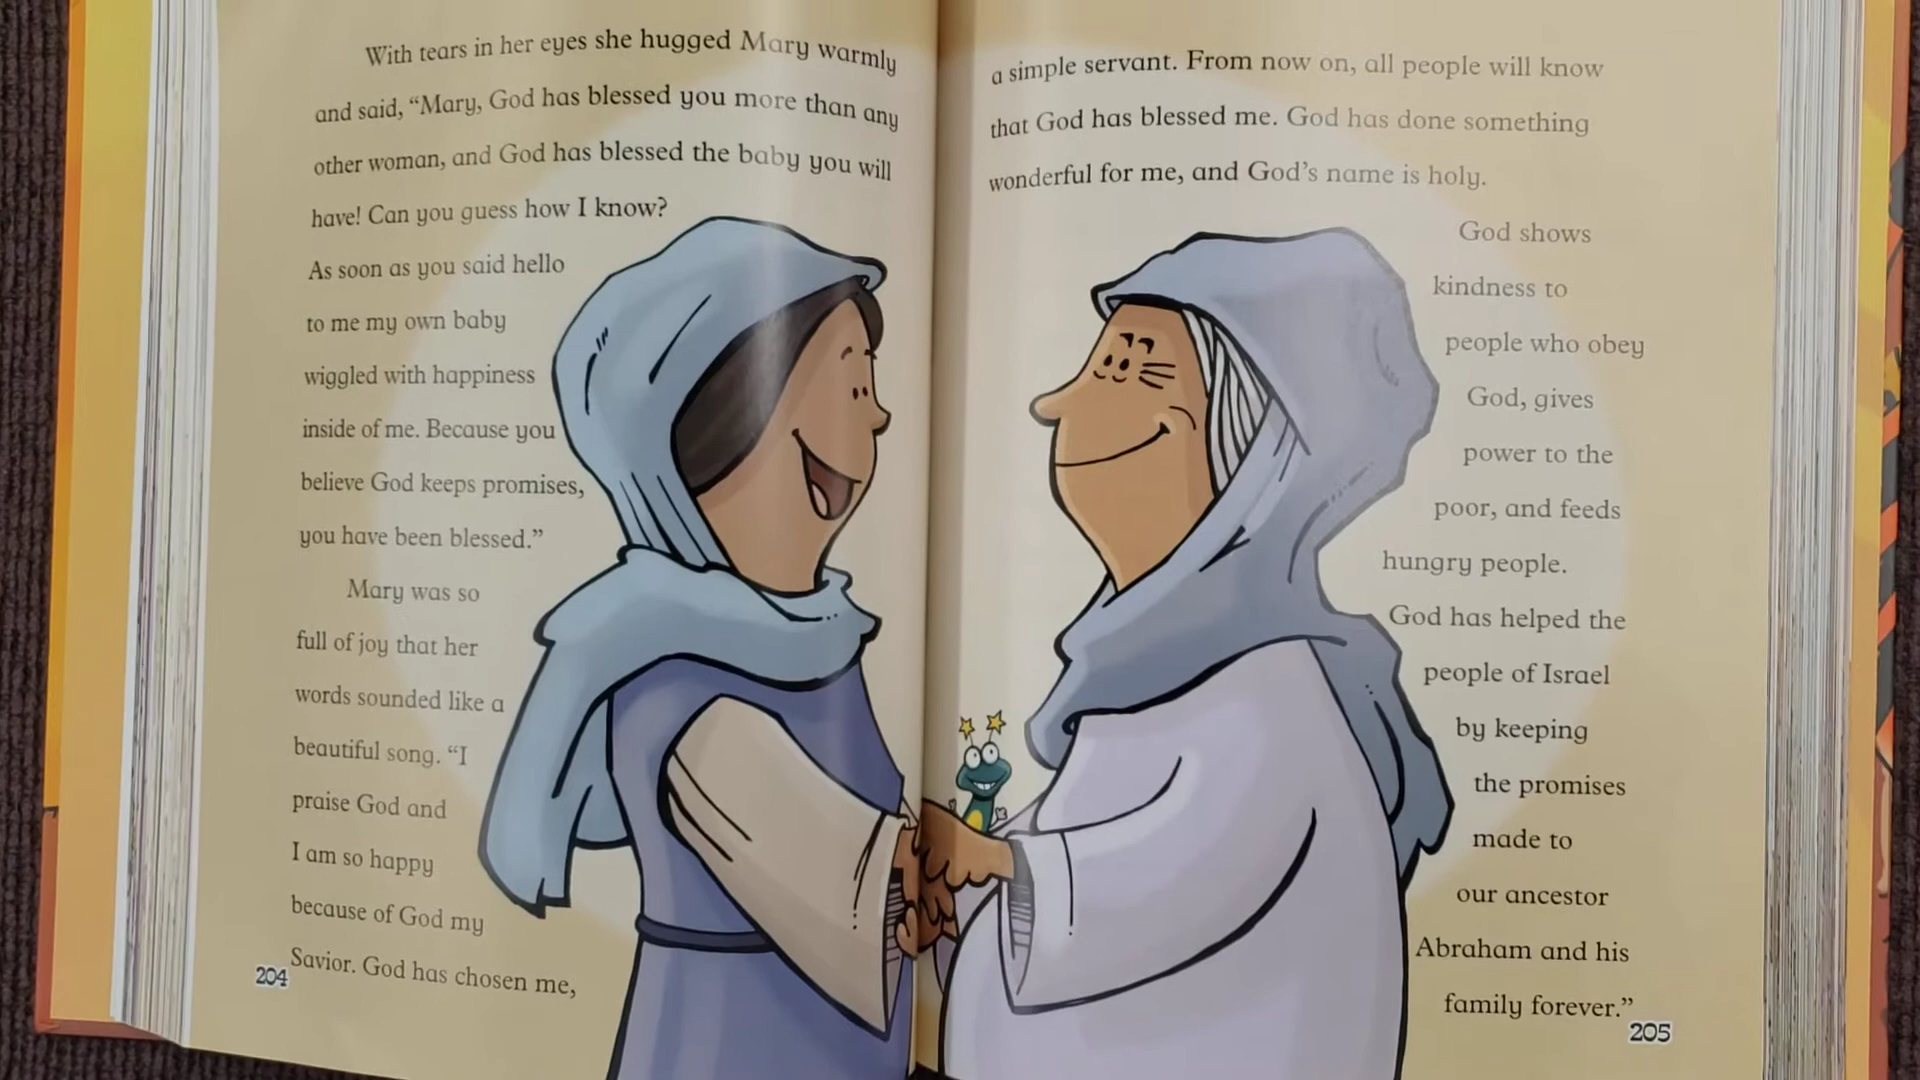 With tears in her eyes she hugged Mary warmly
and said, “Mary, God has blessed you more than any
other woman, and God has blessed the baby you will
have! Can you guess how I know?
As soon as you said hello
to me my own baby
wiggled with happiness
inside of me. Because you
believe God keeps promises,
you have been blessed.”
Mary was so
full of joy that her
words sounded like a
beautiful song. “I
praise God and
I am so happy
because of God my
Savior. God has chosen me,
204
a simple servant. From now on, all people will know
that God has blessed me. God has done something
wonderful for me, and God’s name is holy.
God shows
kindness to
people who obey
God, gives
power to the
poor, and feeds
hungry people.
God has helped the
people of Israel
by keeping
the promises
made to
our ancestor
Abraham and his
family forever.”
205